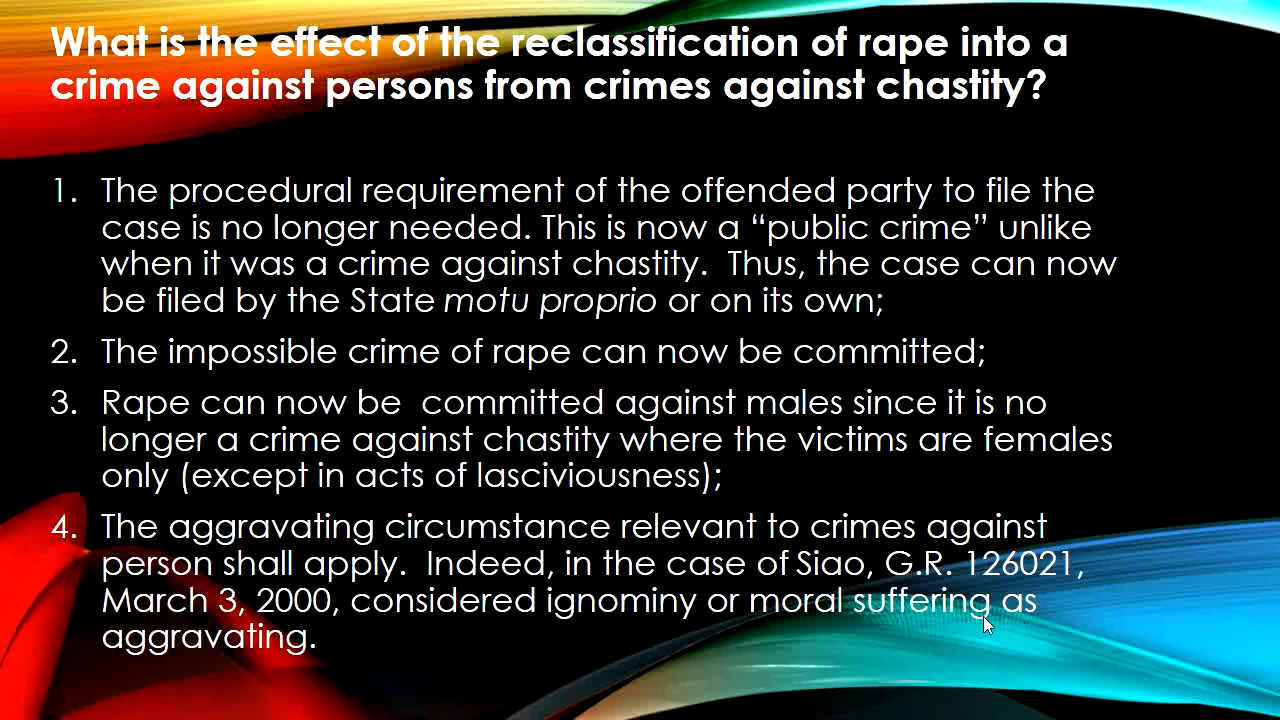 What is the effect of the reclassification of rape into a
crime against persons from crimes against chastity?
1. The procedural requirement of the offended party to file the
case is no longer needed. This is now a “public crime” unlike
when it was a crime against chastity.  Thus, the case can now
be filed by the State motu proprio or on its own;
2. The impossible crime of rape can now be committed;
3. Rape can now be  committed against males since it is no
longer a crime against chastity where the victims are females
only (except in acts of lasciviousness);
4. The aggravating circumstance relevant to crimes against
person shall apply.  Indeed, in the case of Siao, G.R. 126021,
March 3, 2000, considered ignominy or moral suffering as
aggravating.